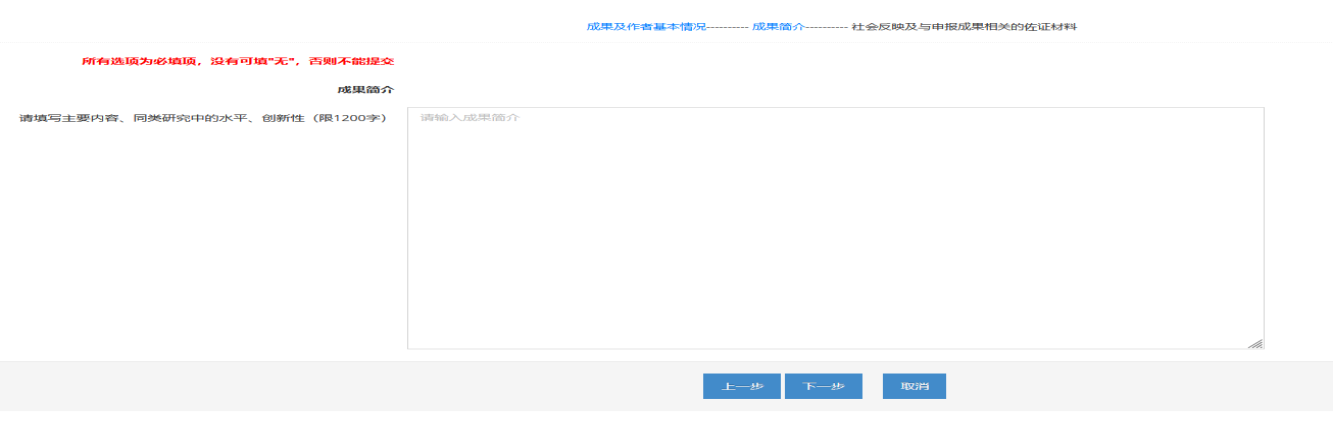 成果及作者基本情况--------- 成果简介--------- 社会反映及与申报成果相关的佐证材料
所有选项为必填项，没有可填"无"，否则不能提交
成果简介
请填写主要内容、同类研究中的水平、创新性（限1200字）
请输入成果简介
上一步 下一步 取消